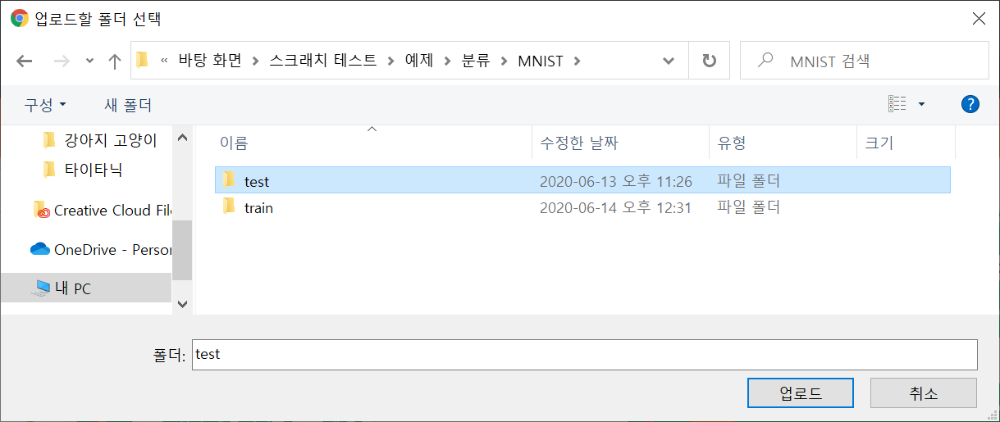 업로드할 폴더 선택
« 바탕 화면 > 스크래치 테스트 > 예제 > 분류 > MNIST >
MNIST 검색
구성 새 폴더
?
강아지 고양이
타이타닉
Creative Cloud File
OneDrive - Person
내 PC
이름 수정한 날짜 유형 크기
test 2020-06-13 오후 11:26 파일 폴더
train 2020-06-14 오후 12:31 파일 폴더
폴더: test
업로드 취소